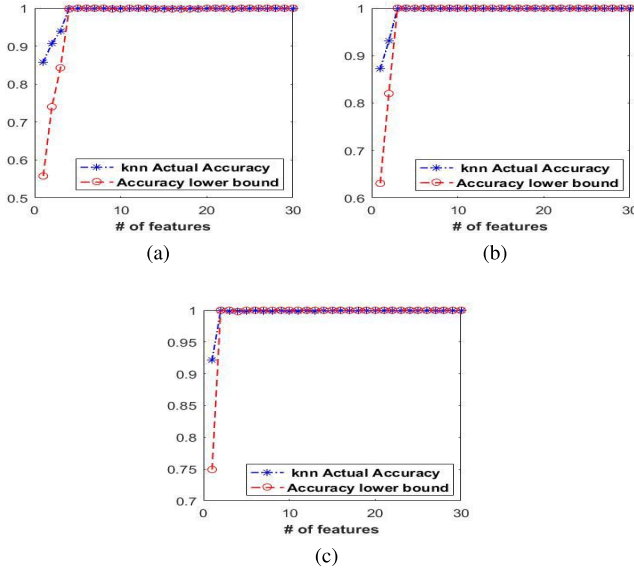 1
0.9
0.8
0.7
0.6
0.5
0 10 20 30
# of features
knn Actual Accuracy
Accuracy lower bound
(a)
1
0.9
0.8
0.7
0.6
0 10 20 30
# of features
knn Actual Accuracy
Accuracy lower bound
(b)
1
0.95
0.9
0.85
0.8
0.75
0.7
0 10 20 30
# of features
knn Actual Accuracy
Accuracy lower bound
(c)